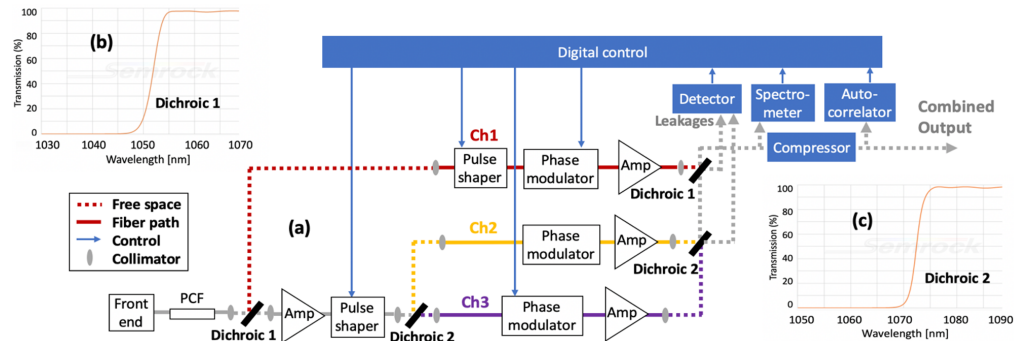 (b)
Transmission (%)
100
80
60
40
20
0
Semrock
Dichroic 1
1030
1040
1050
1060
1070
Wavelength [nm]
Digital control
Detector
Spectro-
meter
Auto-
correlator
Leakages
Compressor
Combined
Output
Ch1
Pulse
shaper
Phase
modulator
Amp
Dichroic 1
Free space
Fiber path
Control
Collimator
(a)
Ch2
Phase
modulator
Amp
Dichroic 2
Front
end
PCF
Dichroic 1
Amp
Pulse
shaper
Dichroic 2
Ch3
Phase
modulator
Amp
(c)
Transmission (%)
100
80
60
40
20
0
Semrock
Dichroic 2
1050
1060
1070
1080
1090
Wavelength [nm]